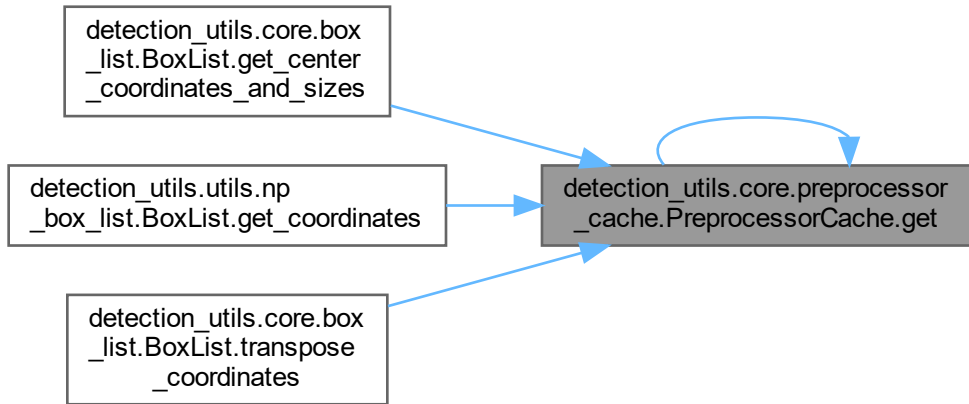 detection_utils.core.box
_list.BoxList.get_center
_coordinates_and_sizes
detection_utils.utils.np
_box_list.BoxList.get_coordinates
detection_utils.core.preprocessor
_cache.PreprocessorCache.get
detection_utils.core.box
_list.BoxList.transpose
_coordinates